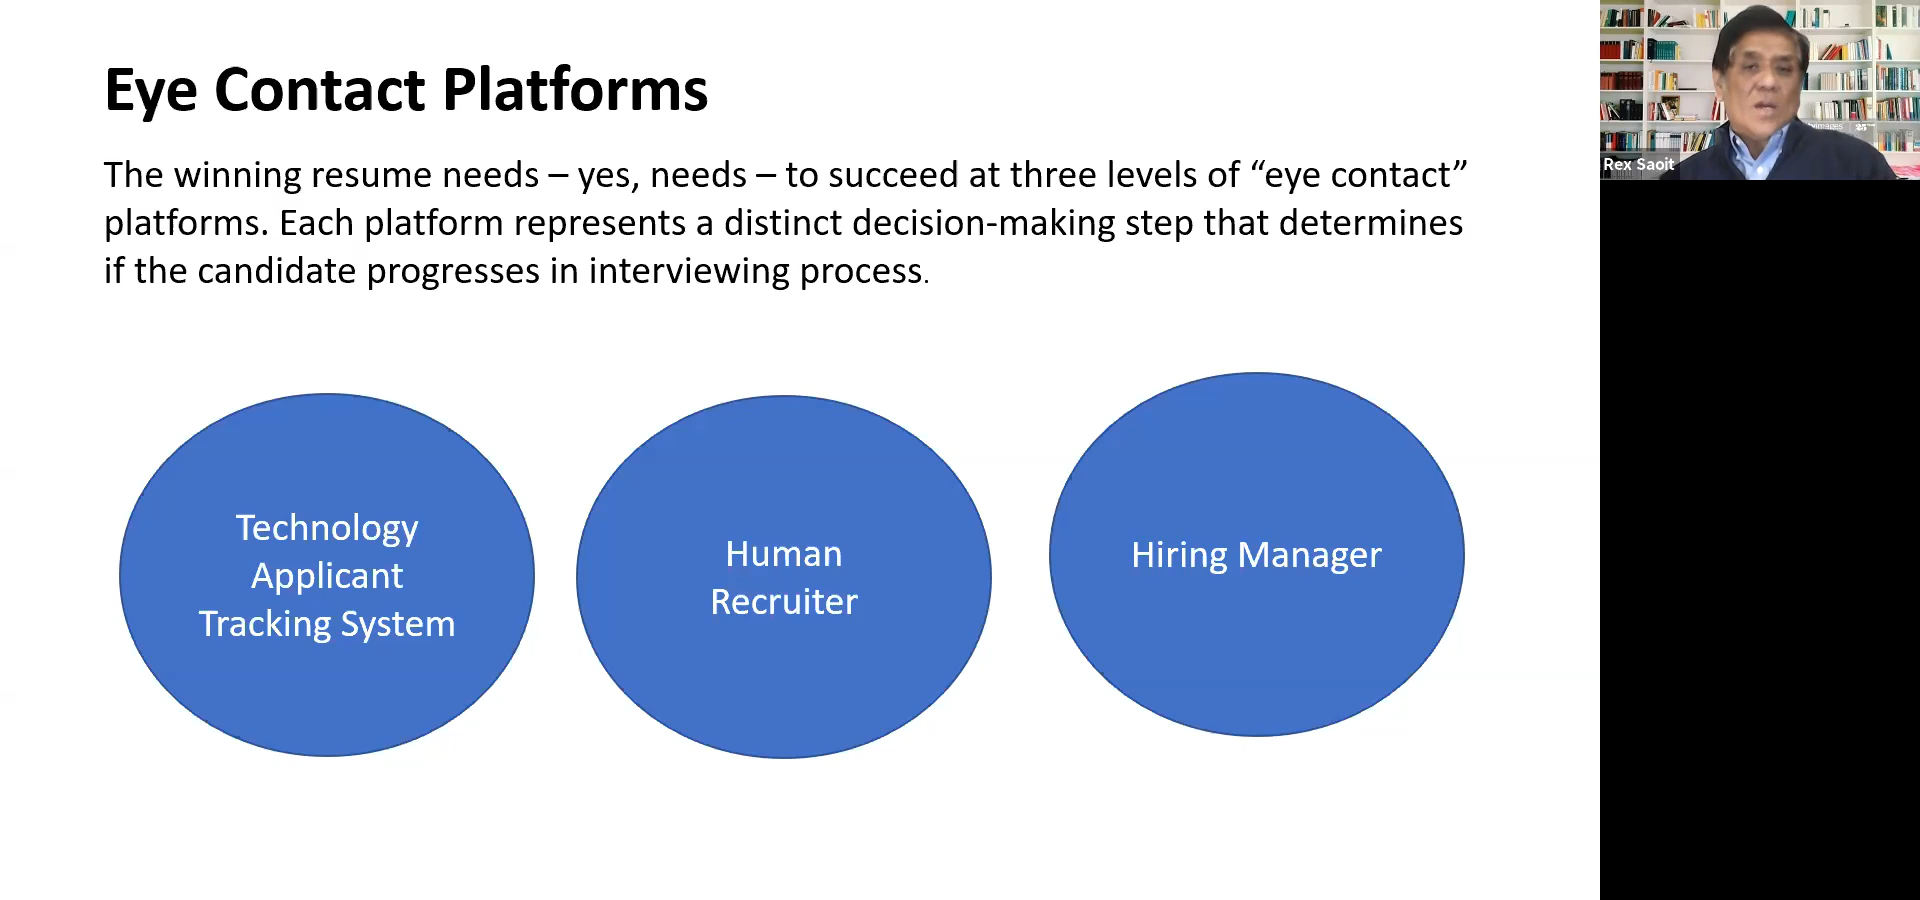 Eye Contact Platforms
The winning resume needs – yes, needs – to succeed at three levels of “eye contact”
platforms. Each platform represents a distinct decision-making step that determines
if the candidate progresses in interviewing process.
Technology
Applicant
Tracking System
Human
Recruiter
Hiring Manager
Rex Saoit